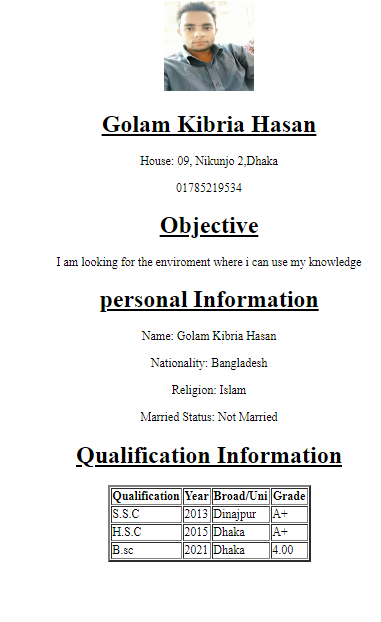 Golam Kibria Hasan
House: 09, Nikunjo 2,Dhaka
01785219534
Objective
I am looking for the enviroment where i can use my knowledge
personal Information
Name: Golam Kibria Hasan
Nationality: Bangladesh
Religion: Islam
Married Status: Not Married
Qualification Information
Qualification Year Broad/Uni Grade
S.S.C 2013 Dinajpur A+
H.S.C 2015 Dhaka A+
B.sc 2021 Dhaka 4.00